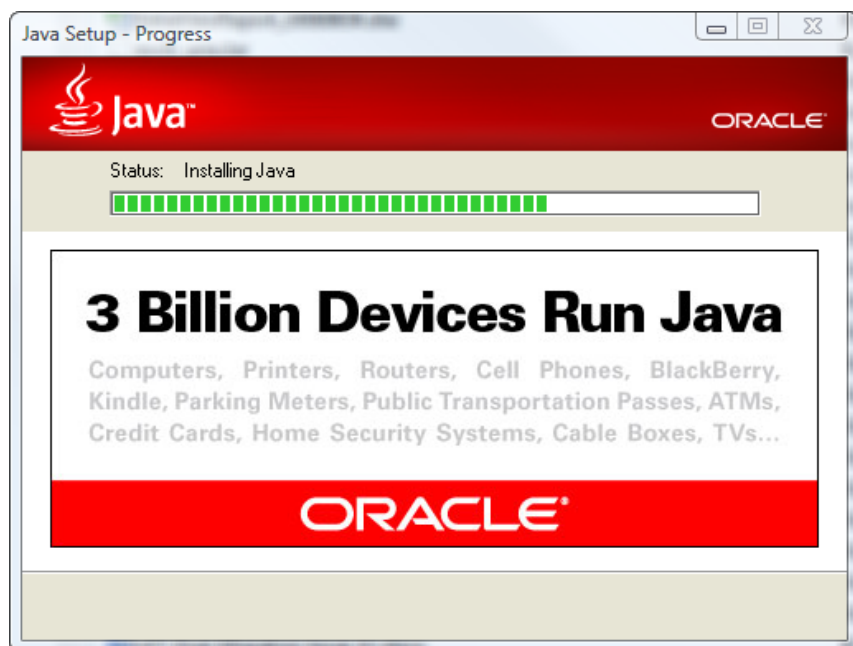 Java Setup - Progress
Java™
ORACLE
Status: Installing Java
3 Billion Devices Run Java
Computers, Printers, Routers, Cell Phones, BlackBerry,
Kindle, Parking Meters, Public Transportation Passes, ATMs,
Credit Cards, Home Security Systems, Cable Boxes, TVs...
ORACLE®